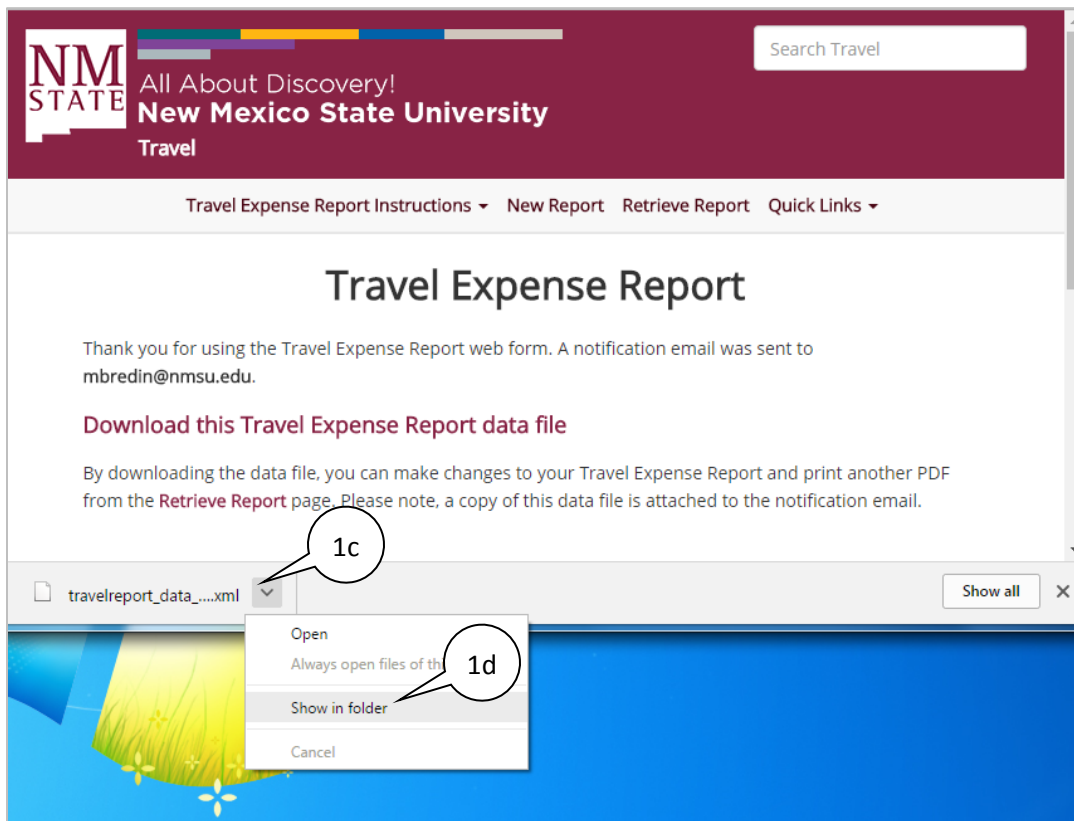 NM
STATE
All About Discovery!
New Mexico State University
Travel
Search Travel
Travel Expense Report Instructions New Report Retrieve Report Quick Links
Travel Expense Report
Thank you for using the Travel Expense Report web form. A notification email was sent to
mbredin@nmsu.edu.
Download this Travel Expense Report data file
By downloading the data file, you can make changes to your Travel Expense Report and print another PDF
from the Retrieve Report page. Please note, a copy of this data file is attached to the notification email.
1c
travelreport_data_....xml
Show all
Open
Always open files of
1d
Show in folder
Cancel